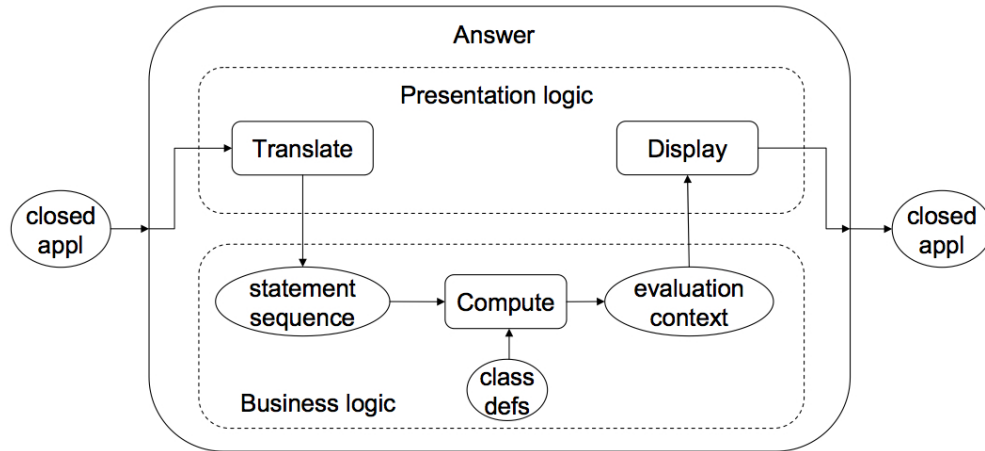 Answer
Presentation logic
Translate
Display
closed
appl
closed
appl
statement
sequence
Compute
evaluation
context
class
defs
Business logic